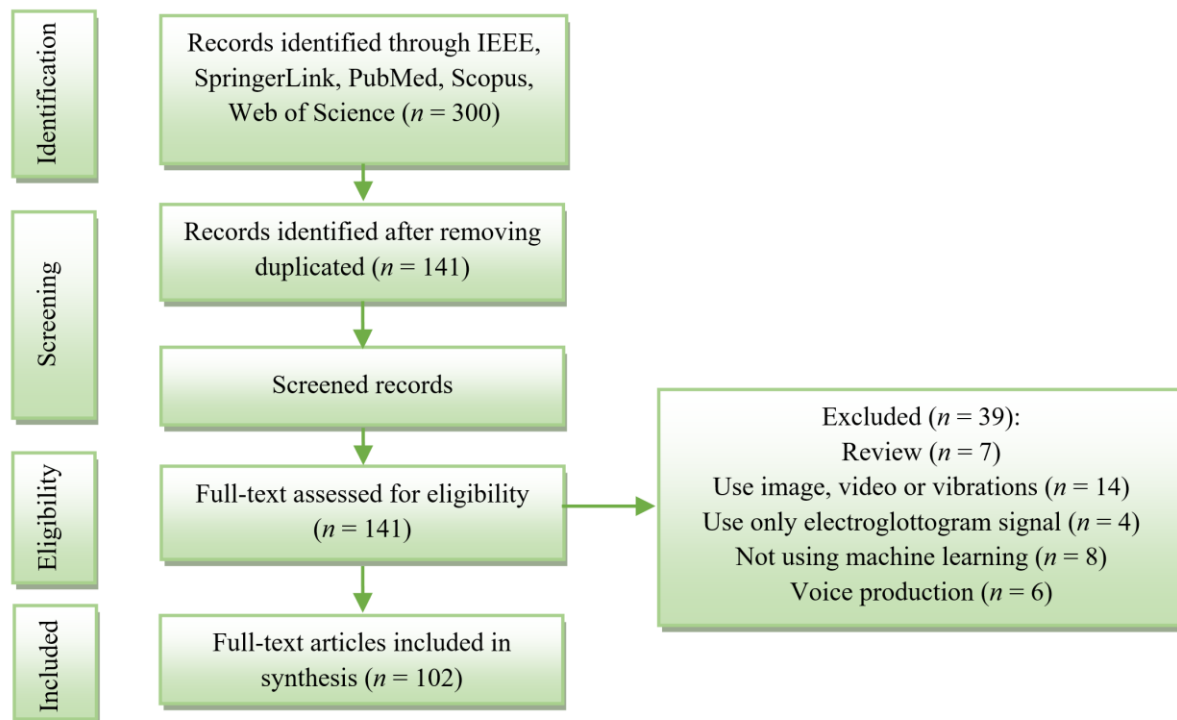 Identification
Records identified through IEEE,
SpringerLink, PubMed, Scopus,
Web of Science (n = 300)
Screening
Records identified after removing
duplicated (n = 141)
Screened records
Eligibility
Full-text assessed for eligibility
(n = 141)
Excluded (n = 39):
Review (n = 7)
Use image, video or vibrations (n = 14)
Use only electroglottogram signal (n = 4)
Not using machine learning (n = 8)
Voice production (n = 6)
Included
Full-text articles included in
synthesis (n = 102)